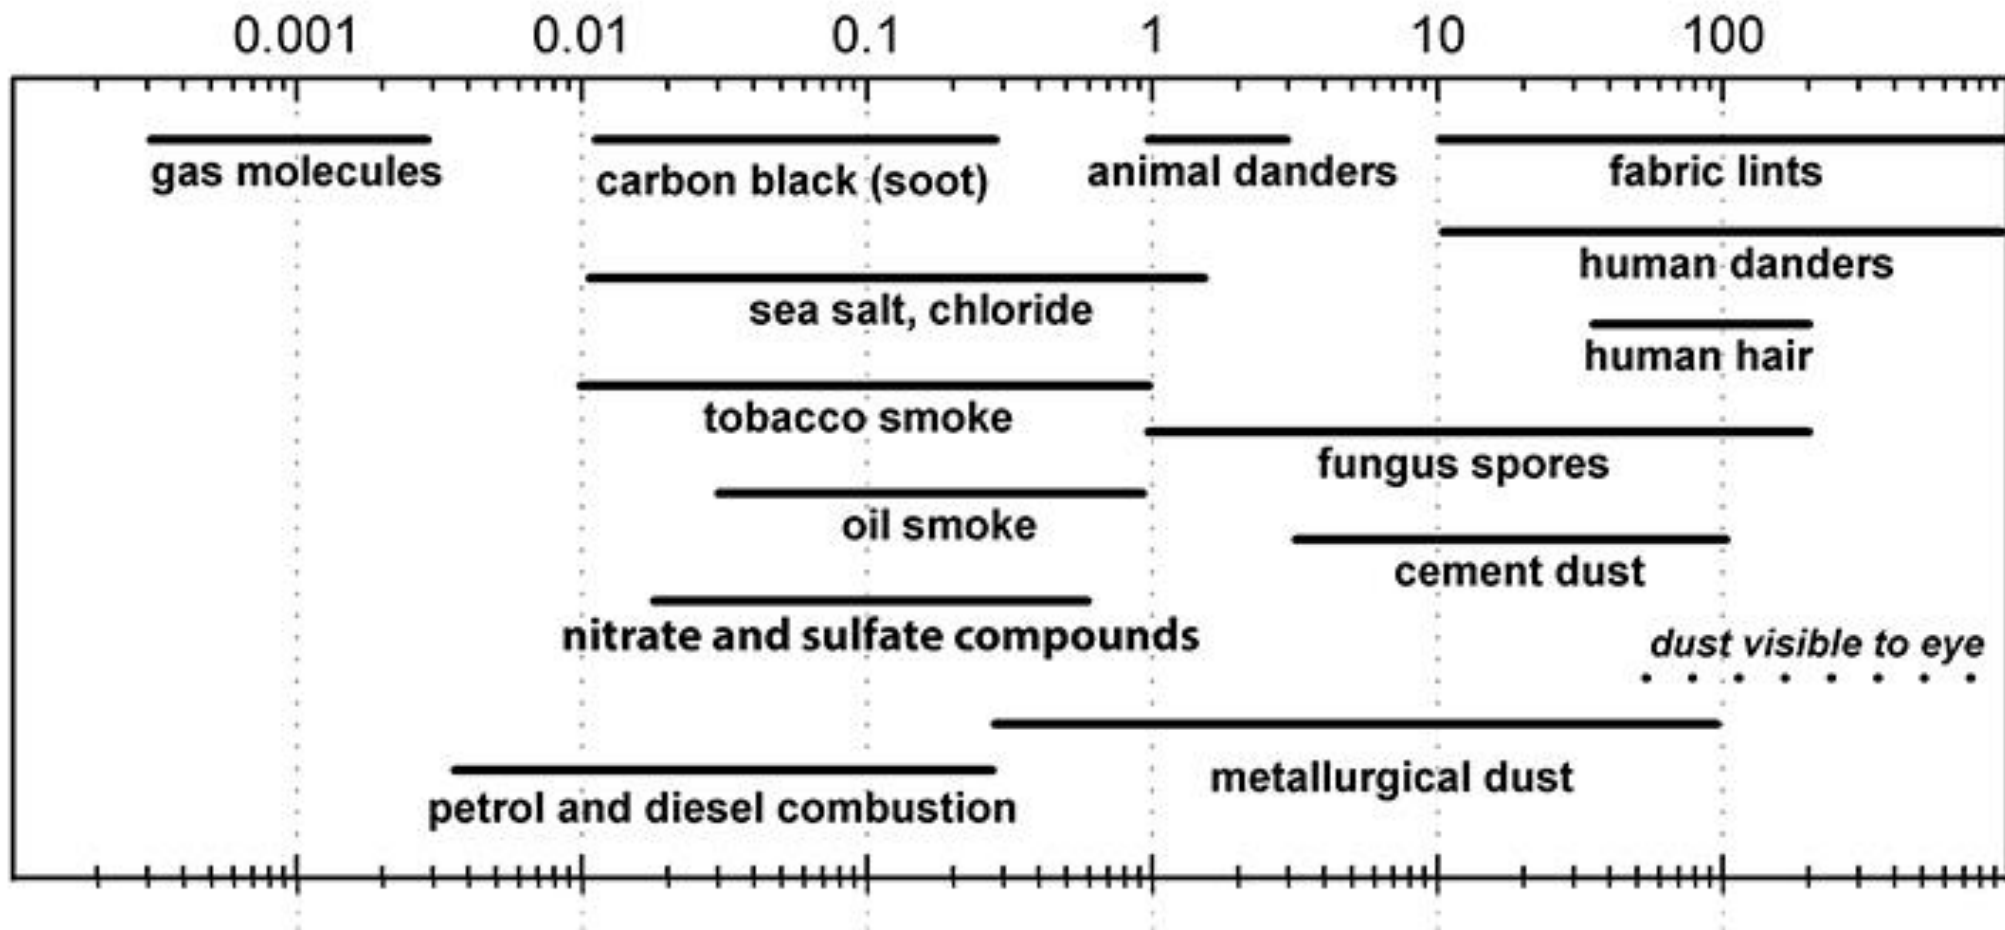 0.001 0.01 0.1 1 10 100
gas molecules
carbon black (soot)
animal danders
fabric lints
human danders
sea salt, chloride
human hair
tobacco smoke
fungus spores
oil smoke
cement dust
nitrate and sulfate compounds
dust visible to eye
metallurgical dust
petrol and diesel combustion